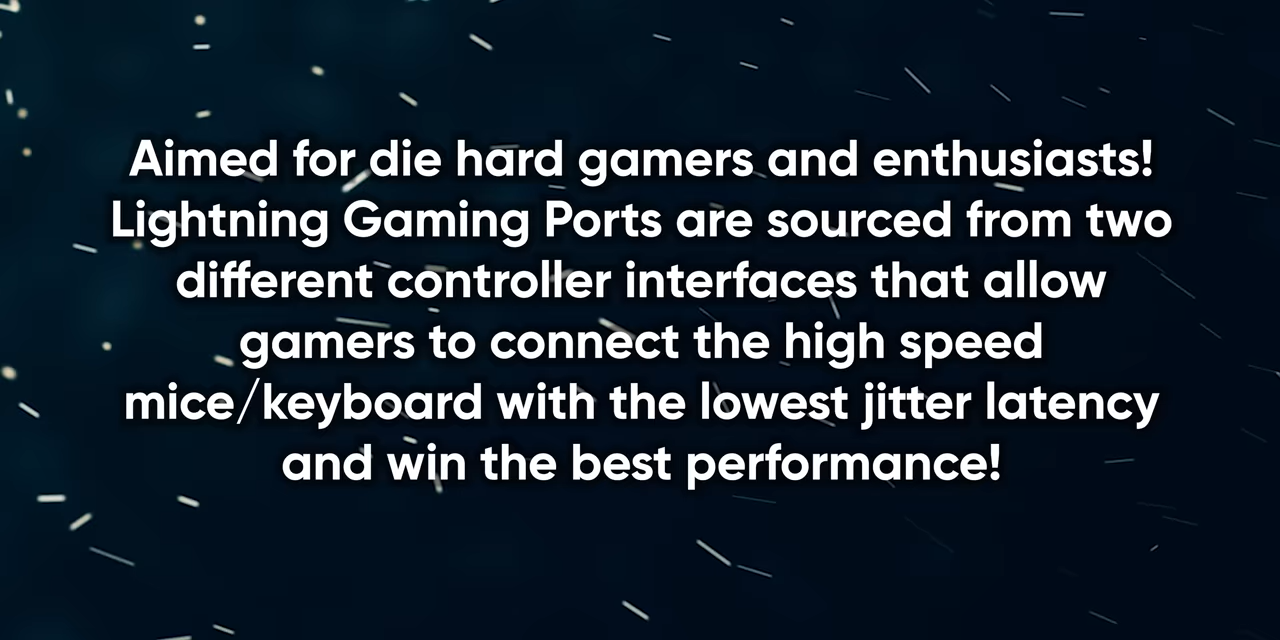 Aimed for die hard gamers and enthusiasts!
Lightning Gaming Ports are sourced from two
different controller interfaces that allow
gamers to connect the high speed
mice/keyboard with the lowest jitter latency
and win the best performance!